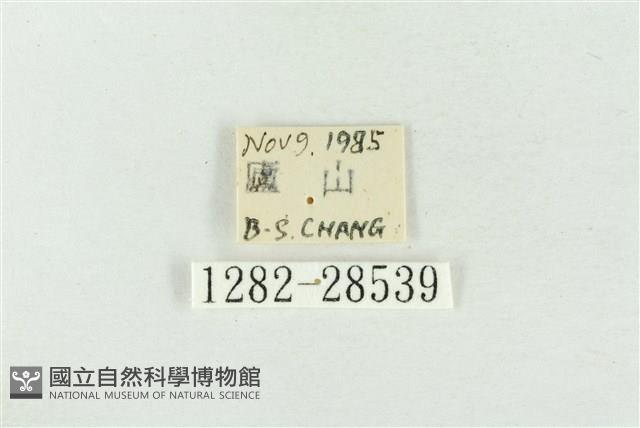 Nov 9. 1985
廬 山
B-S. CHANG
1282-28539
國立自然科學博物館
NATIONAL MUSEUM OF NATURAL SCIENCE